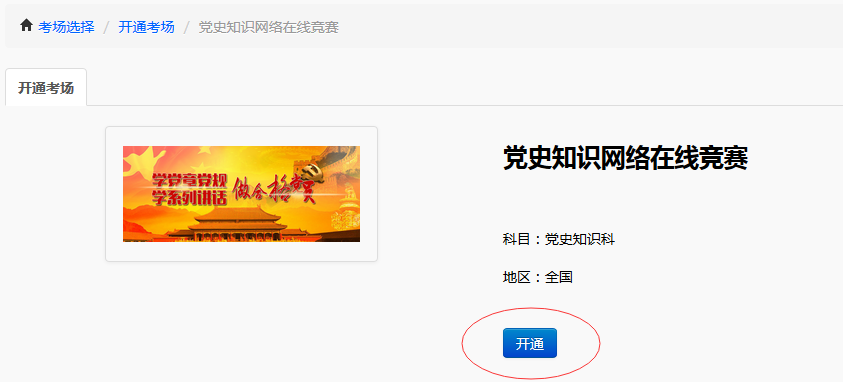 考场选择 / 开通考场 / 党史知识网络在线竞赛
开通考场
学党章党规
学系列讲话
做合格党员
党史知识网络在线竞赛
科目：党史知识科
地区：全国
开通